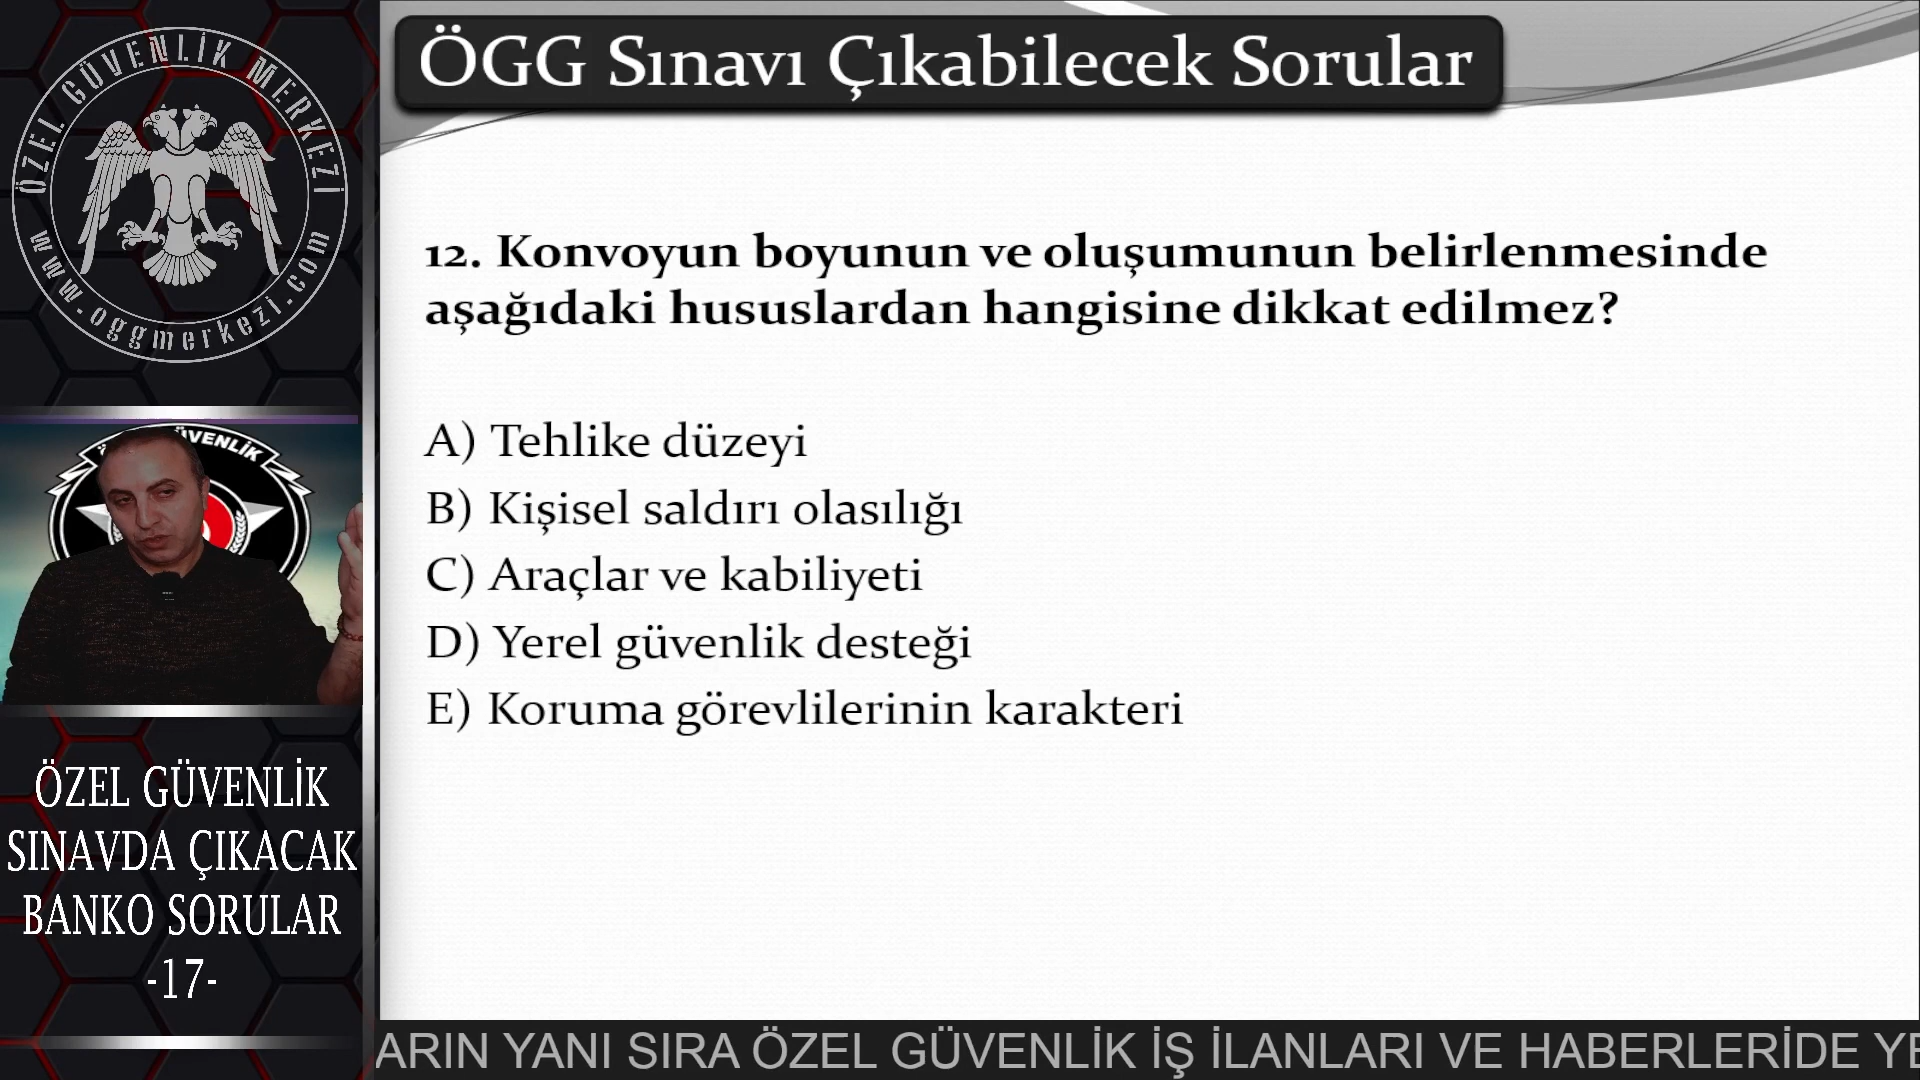 ÖZEL GÜVENLİK MERKEZİ
www.oggmerkezi.com
ÖGG Sınavı Çıkabilecek Sorular
12. Konvoyun boyunun ve oluşumunun belirlenmesinde
aşağıdaki hususlardan hangisine dikkat edilmez?
A) Tehlike düzeyi
B) Kişisel saldırı olasılığı
C) Araçlar ve kabiliyeti
D) Yerel güvenlik desteği
E) Koruma görevlilerinin karakteri
ÖZEL GÜVENLİK
SINAVDA ÇIKACAK
BANKO SORULAR
-17-
ARIN YANI SIRA ÖZEL GÜVENLİK İŞ İLANLARI VE HABERLERİDE YE